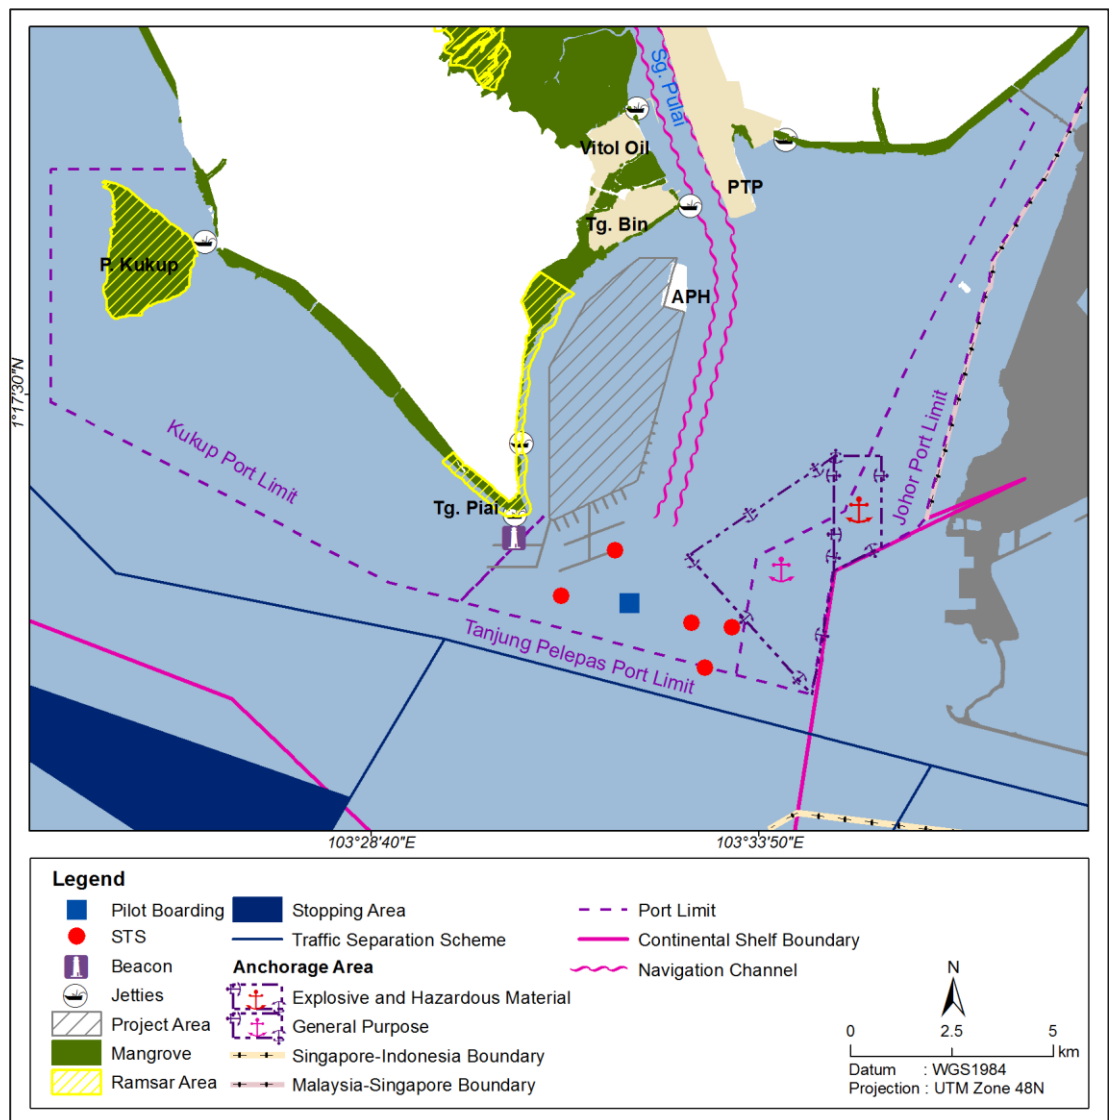 Sg. Pulai
Vitol Oil
PTP
Tg. Bin
P. Kukup
APH
1°17'30"N
Kukup Port Limit
Johor Port Limit
Tg. Piai
Tanjung Pelepas Port Limit
103°28'40"E
103°33'50"E
Legend
Pilot Boarding
STS
Beacon
Jetties
Project Area
Mangrove
Ramsar Area
Stopping Area
Traffic Separation Scheme
Anchorage Area
Explosive and Hazardous Material
General Purpose
Singapore-Indonesia Boundary
Malaysia-Singapore Boundary
Port Limit
Continental Shelf Boundary
Navigation Channel
N
0 2.5 5
km
Datum : WGS1984
Projection : UTM Zone 48N